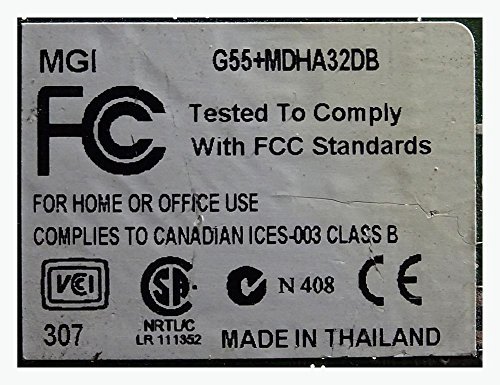 MGI G55+MDHA32DB
FC Tested To Comply
With FCC Standards
FOR HOME OR OFFICE USE
COMPLIES TO CANADIAN ICES-003 CLASS B
VCI SA N 408 CE
307 NRTL/C
LR 111352 MADE IN THAILAND